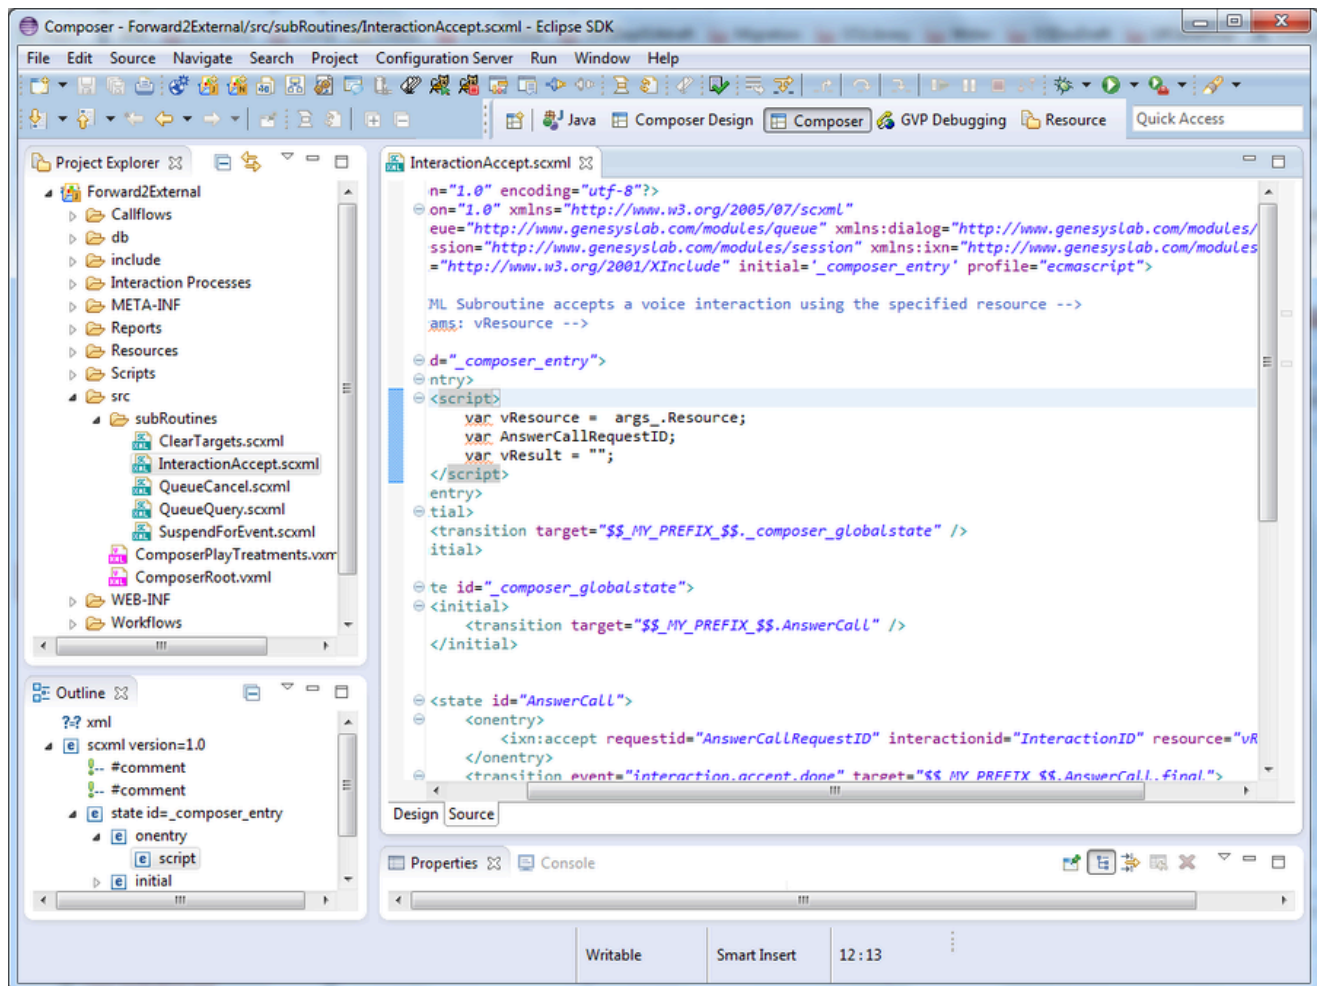 Composer - Forward2External/src/subRoutines/InteractionAccept.scxml - Eclipse SDK
File Edit Source Navigate Search Project Configuration Server Run Window Help
Java Composer Design Composer GVP Debugging Resource Quick Access
Project Explorer
Forward2External
Callflows
db
include
Interaction Processes
META-INF
Reports
Resources
Scripts
src
subRoutines
ClearTargets.scxml
InteractionAccept.scxml
QueueCancel.scxml
QueueQuery.scxml
SuspendForEvent.scxml
ComposerPlayTreatments.vxm
ComposerRoot.vxml
WEB-INF
Workflows
Outline
?=? xml
scxml version=1.0
#comment
#comment
state id=_composer_entry
onentry
script
initial
InteractionAccept.scxml
n="1.0" encoding="utf-8"?>
on="1.0" xmlns="http://www.w3.org/2005/07/scxml"
eue="http://www.genesyslab.com/modules/queue" xmlns:dialog="http://www.genesyslab.com/modules/
ssion="http://www.genesyslab.com/modules/session" xmlns:ixn="http://www.genesyslab.com/modules
="http://www.w3.org/2001/XInclude" initial='_composer_entry' profile="ecmascript">
ML Subroutine accepts a voice interaction using the specified resource -->
ams: vResource -->
d="_composer_entry">
ntry>
<script>
var vResource = args_.Resource;
var AnswerCallRequestID;
var vResult = "";
</script>
entry>
tial>
<transition target="$$_MY_PREFIX_$$._composer_globalstate" />
itial>
te id="_composer_globalstate">
<initial>
<transition target="$$_MY_PREFIX_$$.AnswerCall" />
</initial>
<state id="AnswerCall">
<onentry>
<ixn:accept requestid="AnswerCallRequestID" interactionid="InteractionID" resource="vR
</onentry>
<transition event="interaction.accept.done" target="$$_MY_PREFIX_$$.AnswerCall.final">
Design Source
Properties Console
Writable Smart Insert 12 : 13